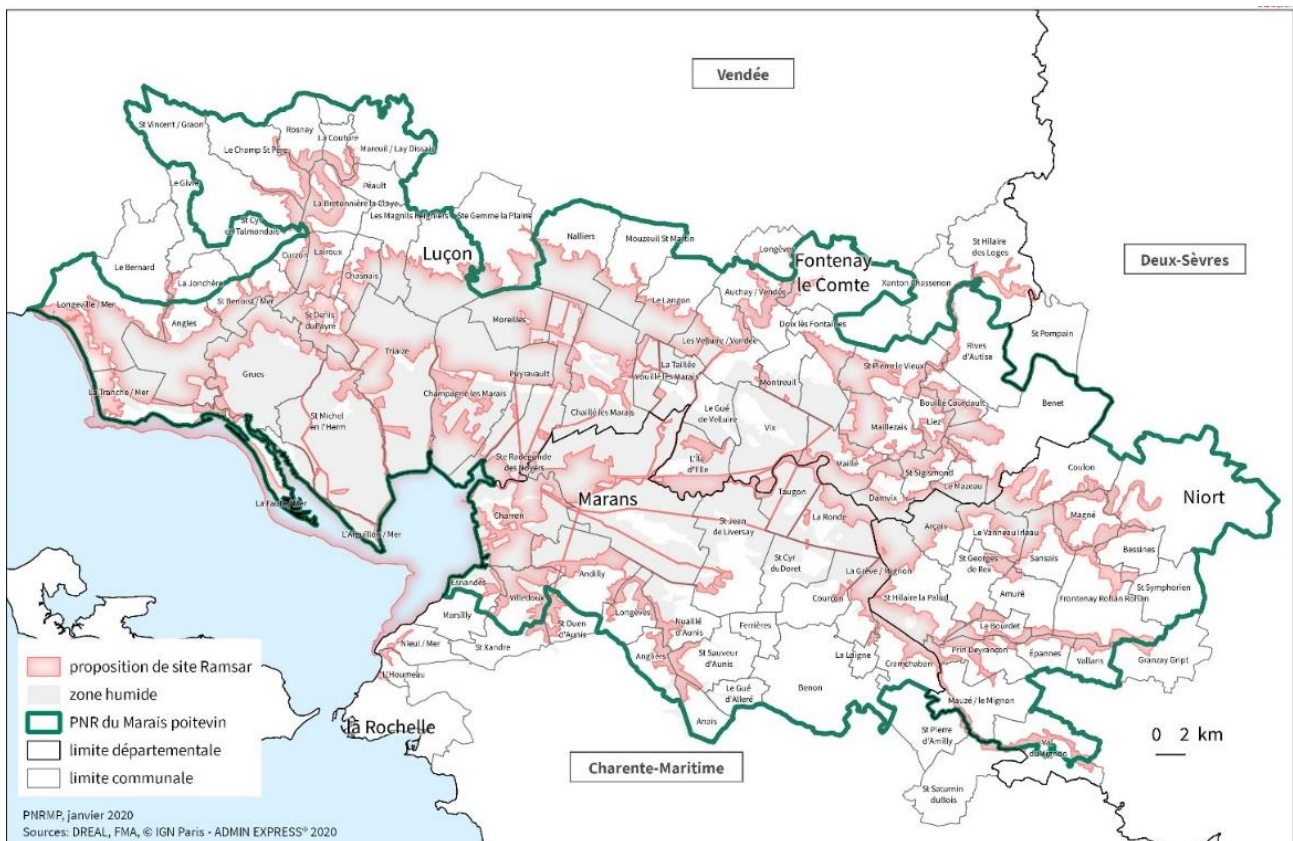 Vendée
St Vincent / Graon
Rosnay
La Couture
Le Champ St Père
Mareuil / Lay Dissais
Le Givre
Péault
La Bretonnière la Claye
St Cyr
en Talmondais
Les Magnils Reigniers
Ste Gemme la Plaine
Luçon
Nalliers
Mouzeuil St Martin
Longèves
Fontenay
le Comte
St Hilaire
des Loges
Deux-Sèvres
Xanton Chassenon
Le Bernard
La Jonchère
Curzon
Lairoux
Chasnais
Longeville / Mer
St Benoist / Mer
Angles
St Denis
du Payré
Moreilles
Le Langon
Auchay / Vendée
Doix lès Fontaines
St Pompain
Rives
d'Autise
Les Velluire / Vendée
Triaize
La Taillée
Vouillé les Marais
Puyravault
St Pierre le Vieux
Grues
La Tranche / Mer
Champagné les Marais
Montreuil
Bouillé Courdault
Benet
St Michel
en l'Herm
Chaillé les Marais
Le Gué
de Velluire
Vix
Maillezais
Liez
Ste Radégonde
des Noyers
L'Île
d'Elle
Maillé
St Sigismond
Le Mazeau
Damvix
Coulon
Niort
La Faute / Mer
L'Aiguillon / Mer
Marans
Charron
Taugon
La Ronde
St Jean
de Liversay
Arçais
Le Vanneau Irleau
Magné
Sansais
Bessines
St Georges
de Rex
St Cyr
du Doret
La Grève / Mignon
Amuré
St Symphorien
Frontenay Rohan Rohan
Esnandes
Andilly
Villedoux
Longèves
Courçon
St Hilaire la Palud
Le Bourdet
Marsilly
St Ouen
d'Aunis
Nuaillé
d'Aunis
Ferrières
Nieul / Mer
St Xandre
Angliers
St Sauveur
d'Aunis
La Laigne
Cramchaban
Prin Deyrançon
Épannes
Vallans
Granzay Gript
L'Houmeau
Le Gué
d'Alleré
Benon
Mauzé / le Mignon
Anais
la Rochelle
St Pierre
d'Amilly
Val
du Mignon
St Saturnin
du Bois
Charente-Maritime
0 2 km
proposition de site Ramsar
zone humide
PNR du Marais poitevin
limite départementale
limite communale
PNRMP, janvier 2020
Sources: DREAL, FMA, © IGN Paris - ADMIN EXPRESS® 2020